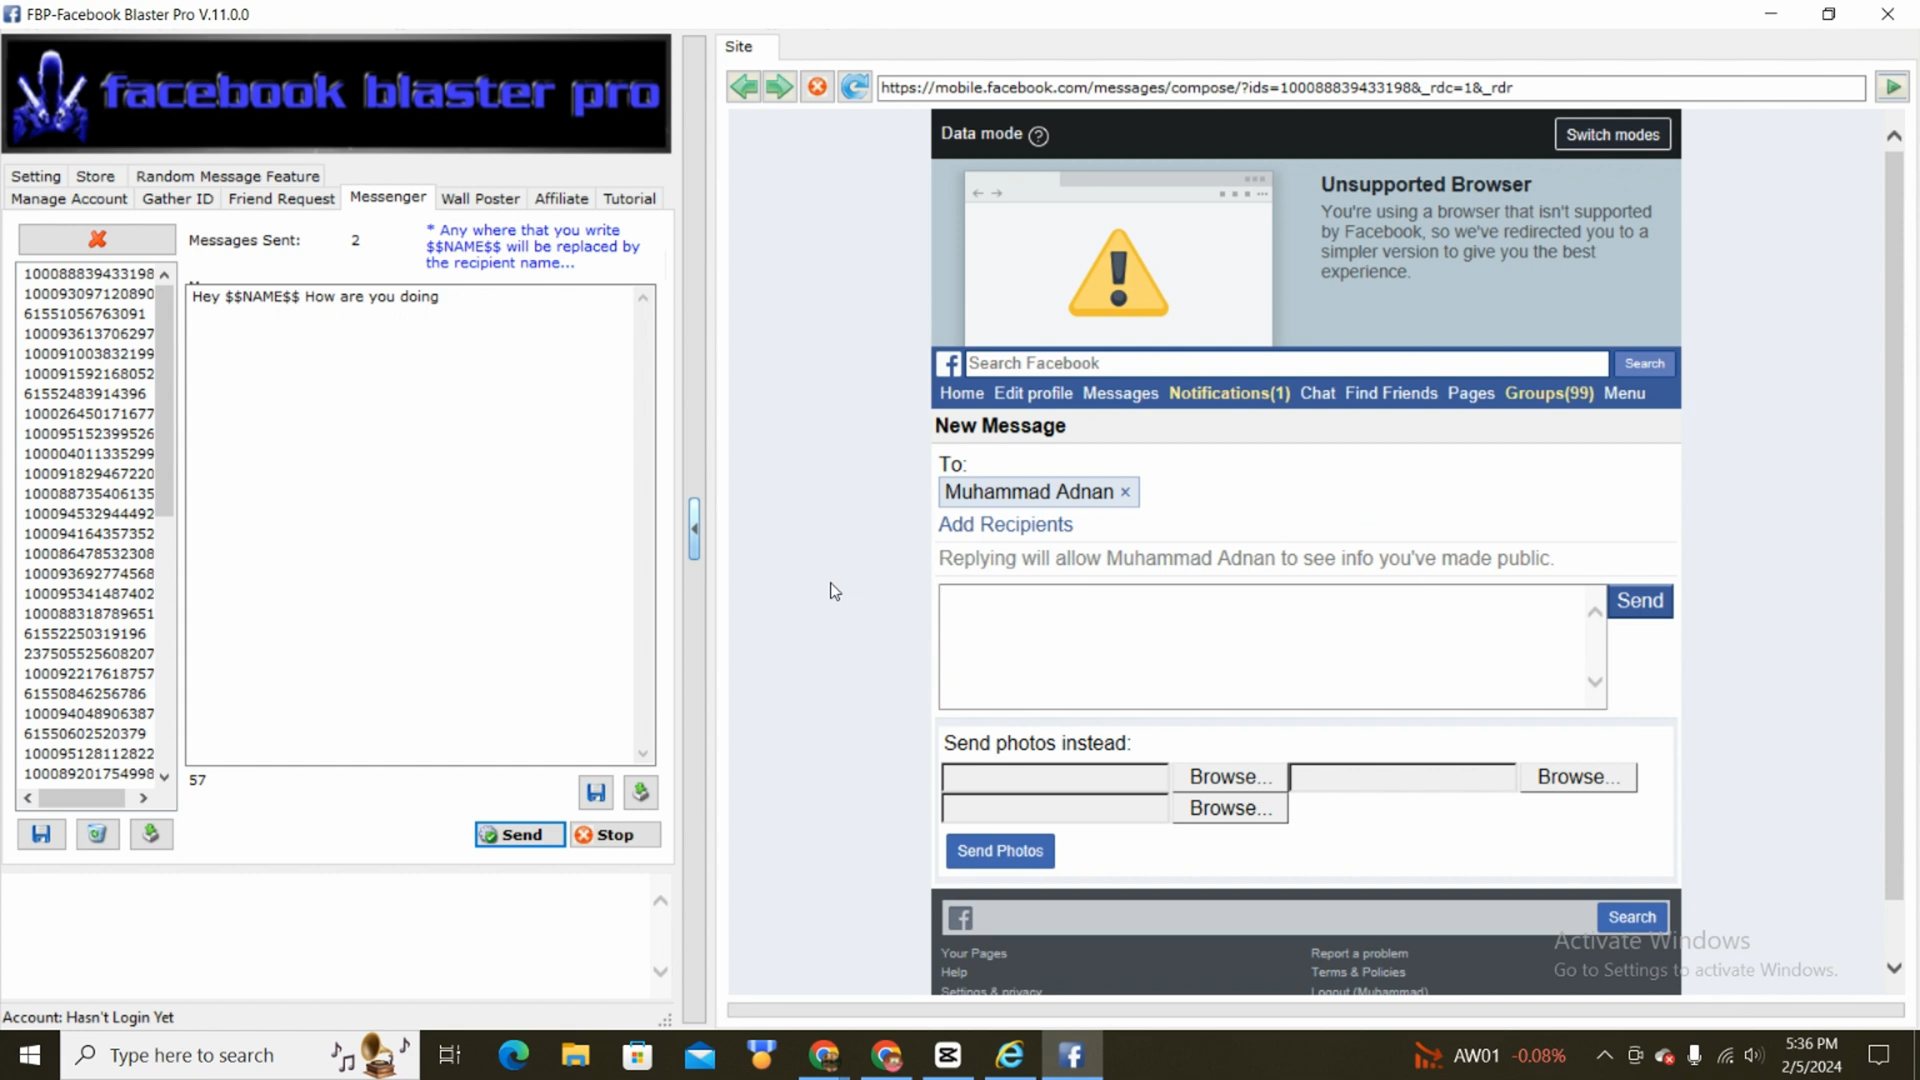 FBP-Facebook Blaster Pro V.11.0.0
facebook blaster pro
Setting Store Random Message Feature
Manage Account Gather ID Friend Request Messenger Wall Poster Affiliate Tutorial
Messages Sent: 2
* Any where that you write
$$NAME$$ will be replaced by
the recipient name...
100088839433198
100093097120890
61551056763091
100093613706297
100091003832199
100091592168052
61552483914396
100026450171677
100095152399526
100004011335299
100091829467220
100088735406135
100094532944492
100094164357352
100086478532308
100093692774568
100095341487402
100088318789651
61552250319196
237505525608207
100092217618757
61550846256786
100094048906387
61550602520379
100095128112822
100089201754998
Hey $$NAME$$ How are you doing
57
Send Stop
Account: Hasn't Login Yet
Site
https://mobile.facebook.com/messages/compose/?ids=100088839433198&_rdc=1&_rdr
Data mode ?
Switch modes
Unsupported Browser
You're using a browser that isn't supported
by Facebook, so we've redirected you to a
simpler version to give you the best
experience.
Search Facebook Search
Home Edit profile Messages Notifications(1) Chat Find Friends Pages Groups(99) Menu
New Message
To:
Muhammad Adnan ×
Add Recipients
Replying will allow Muhammad Adnan to see info you've made public.
Send
Send photos instead:
Browse... Browse...
Browse...
Send Photos
Search
Your Pages Report a problem
Help Terms & Policies
Settings & privacy Logout (Muhammad)
Activate Windows
Go to Settings to activate Windows.
Type here to search
AW01 -0.08%
5:36 PM
2/5/2024